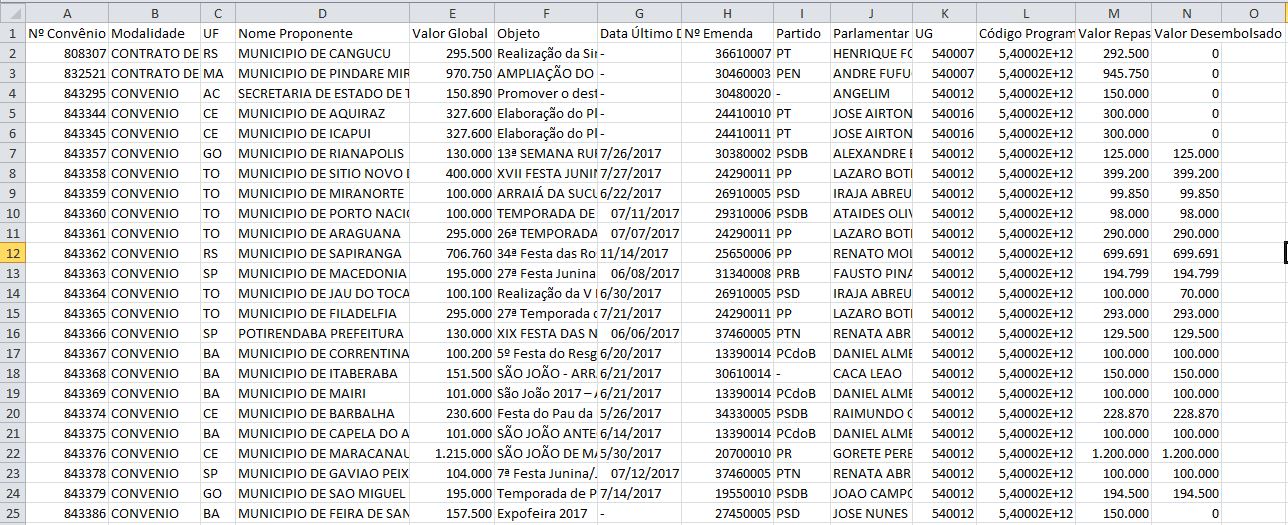 A B C D E F G H I J K L M N O
1 Nº Convênio Modalidade UF Nome Proponente Valor Global Objeto Data Último D Nº Emenda Partido Parlamentar UG Código Program Valor Repas Valor Desembolsado
2 808307 CONTRATO DE RS MUNICIPIO DE CANGUCU 295.500 Realização da Sin - 36610007 PT HENRIQUE FO 540007 5,40002E+12 292.500 0
3 832521 CONTRATO DE MA MUNICIPIO DE PINDARE MIR 970.750 AMPLIAÇÃO DO - 30460003 PEN ANDRE FUFU 540007 5,40002E+12 945.750 0
4 843295 CONVENIO AC SECRETARIA DE ESTADO DE T 150.890 Promover o dest - 30480020 - ANGELIM 540012 5,40002E+12 150.000 0
5 843344 CONVENIO CE MUNICIPIO DE AQUIRAZ 327.600 Elaboração do Pl - 24410010 PT JOSE AIRTON 540016 5,40002E+12 300.000 0
6 843345 CONVENIO CE MUNICIPIO DE ICAPUI 327.600 Elaboração do Pl - 24410011 PT JOSE AIRTON 540016 5,40002E+12 300.000 0
7 843357 CONVENIO GO MUNICIPIO DE RIANAPOLIS 130.000 13ª SEMANA RUR 7/26/2017 30380002 PSDB ALEXANDRE B 540012 5,40002E+12 125.000 125.000
8 843358 CONVENIO TO MUNICIPIO DE SITIO NOVO D 400.000 XVII FESTA JUNIN 7/27/2017 24290011 PP LAZARO BOTE 540012 5,40002E+12 399.200 399.200
9 843359 CONVENIO TO MUNICIPIO DE MIRANORTE 100.000 ARRAIÁ DA SUCU 6/22/2017 26910005 PSD IRAJA ABREU 540012 5,40002E+12 99.850 99.850
10 843360 CONVENIO TO MUNICIPIO DE PORTO NACIO 100.000 TEMPORADA DE 07/11/2017 29310006 PSDB ATAIDES OLIV 540012 5,40002E+12 98.000 98.000
11 843361 CONVENIO TO MUNICIPIO DE ARAGUANA 295.000 26ª TEMPORADA 07/07/2017 24290011 PP LAZARO BOTE 540012 5,40002E+12 290.000 290.000
12 843362 CONVENIO RS MUNICIPIO DE SAPIRANGA 706.760 34ª Festa das Ro 11/14/2017 25650006 PP RENATO MOL 540012 5,40002E+12 699.691 699.691
13 843363 CONVENIO SP MUNICIPIO DE MACEDONIA 195.000 27ª Festa Junina 06/08/2017 31340008 PRB FAUSTO PINA 540012 5,40002E+12 194.799 194.799
14 843364 CONVENIO TO MUNICIPIO DE JAU DO TOCA 100.100 Realização da V 6/30/2017 26910005 PSD IRAJA ABREU 540012 5,40002E+12 100.000 70.000
15 843365 CONVENIO TO MUNICIPIO DE FILADELFIA 295.000 27ª Temporada d 7/21/2017 24290011 PP LAZARO BOTE 540012 5,40002E+12 293.000 293.000
16 843366 CONVENIO SP POTIRENDABA PREFEITURA 130.000 XIX FESTA DAS N 06/06/2017 37460005 PTN RENATA ABR 540012 5,40002E+12 129.500 129.500
17 843367 CONVENIO BA MUNICIPIO DE CORRENTINA 100.200 5º Festa do Resg 6/20/2017 13390014 PCdoB DANIEL ALME 540012 5,40002E+12 100.000 100.000
18 843368 CONVENIO BA MUNICIPIO DE ITABERABA 151.500 SÃO JOÃO - ARR 6/21/2017 30610014 - CACA LEAO 540012 5,40002E+12 150.000 150.000
19 843369 CONVENIO BA MUNICIPIO DE MAIRI 101.000 São João 2017 – A 6/21/2017 13390014 PCdoB DANIEL ALME 540012 5,40002E+12 100.000 100.000
20 843374 CONVENIO CE MUNICIPIO DE BARBALHA 230.600 Festa do Pau da 5/26/2017 34330005 PSDB RAIMUNDO G 540012 5,40002E+12 228.870 228.870
21 843375 CONVENIO BA MUNICIPIO DE CAPELA DO A 101.000 SÃO JOÃO ANTE 6/14/2017 13390014 PCdoB DANIEL ALME 540012 5,40002E+12 100.000 100.000
22 843376 CONVENIO CE MUNICIPIO DE MARACANAU 1.215.000 SÃO JOÃO DE MA 5/30/2017 20700010 PR GORETE PERE 540012 5,40002E+12 1.200.000 1.200.000
23 843378 CONVENIO SP MUNICIPIO DE GAVIAO PEIX 104.000 7ª Festa Junina/J 07/12/2017 37460005 PTN RENATA ABR 540012 5,40002E+12 100.000 100.000
24 843379 CONVENIO GO MUNICIPIO DE SAO MIGUEL 195.000 Temporada de P 7/14/2017 19550010 PSDB JOAO CAMPO 540012 5,40002E+12 194.500 194.500
25 843386 CONVENIO BA MUNICIPIO DE FEIRA DE SAN 157.500 Expofeira 2017 - 27450005 PSD JOSE NUNES 540012 5,40002E+12 150.000 0